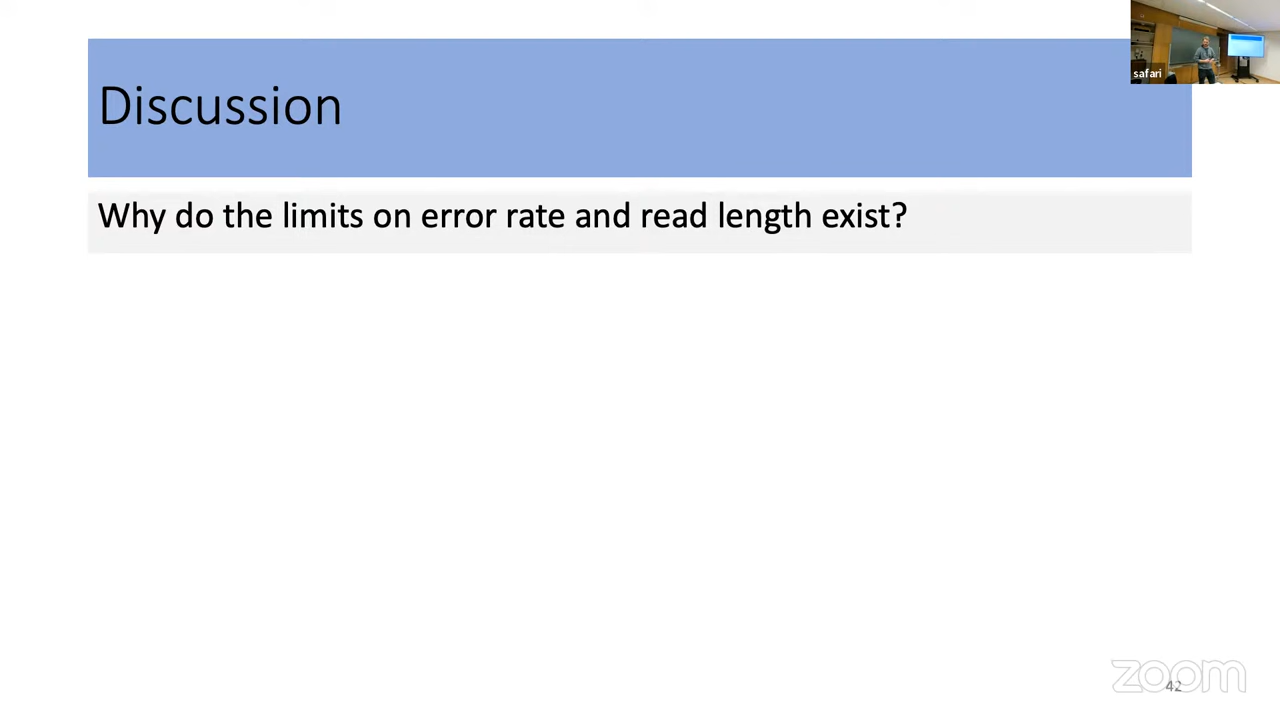 Discussion
safari
Why do the limits on error rate and read length exist?
zoom
42